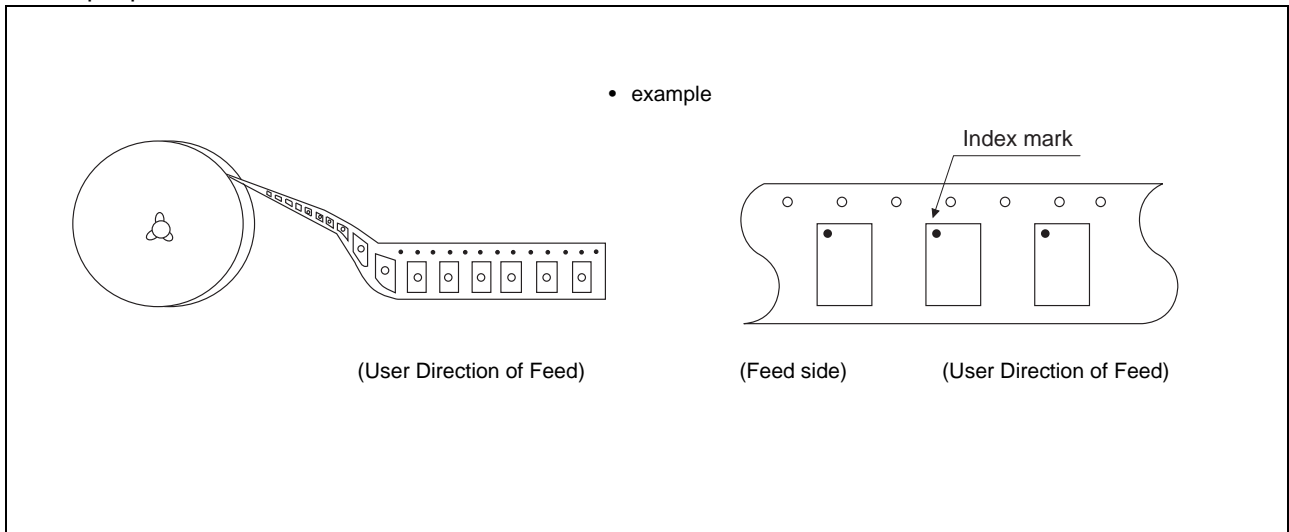 • example
Index mark
(User Direction of Feed)
(Feed side)
(User Direction of Feed)